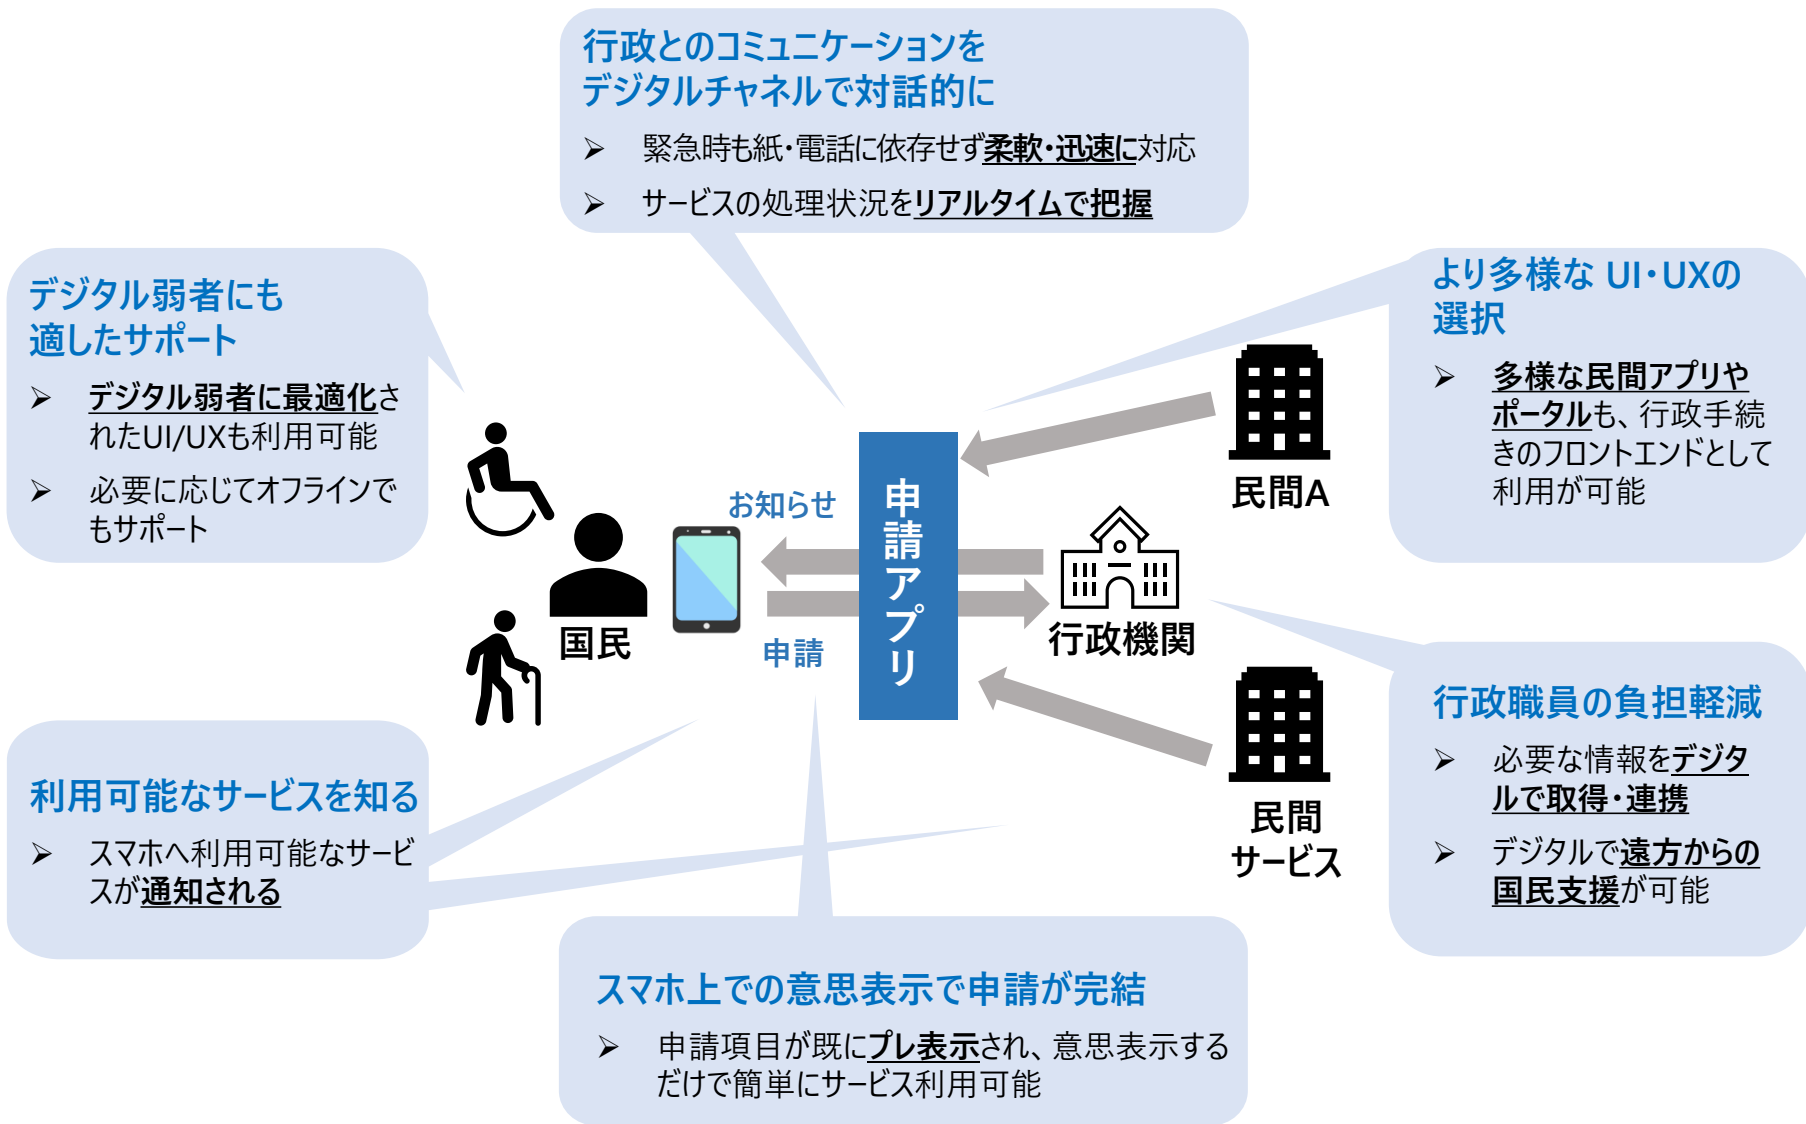 行政とのコミュニケーションを
デジタルチャネルで対話的に
➢ 緊急時も紙・電話に依存せず柔軟・迅速に対応
➢ サービスの処理状況をリアルタイムで把握
デジタル弱者にも
適したサポート
➢ デジタル弱者に最適化さ
れたUI/UXも利用可能
➢ 必要に応じてオフラインで
もサポート
より多様な UI・UXの
選択
➢ 多様な民間アプリや
ポータルも、行政手続
きのフロントエンドとして
利用が可能
民間A
お知らせ
申請アプリ
国民
申請
行政機関
民間
サービス
行政職員の負担軽減
➢ 必要な情報をデジタ
ルで取得・連携
➢ デジタルで遠方からの
国民支援が可能
利用可能なサービスを知る
➢ スマホへ利用可能なサービ
スが通知される
スマホ上での意思表示で申請が完結
➢ 申請項目が既にプレ表示され、意思表示する
だけで簡単にサービス利用可能